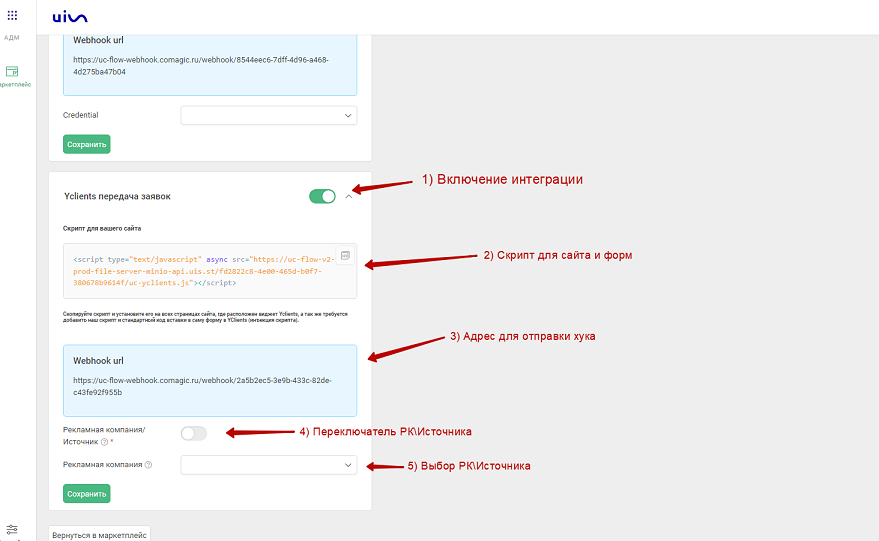 uis
АДМ
аркетплейс
Webhook url
https://uc-flow-webhook.comagic.ru/webhook/8544eec6-7dff-4d96-a468-
4d275ba47b04
Credential
Сохранить
Yclients передача заявок
1) Включение интеграции
Скрипт для вашего сайта
<script type="text/javascript" async src="https://uc-flow-v2-
prod-file-server-minio-api.uis.st/fd2822c8-4e00-465d-b0f7-
380678b9614f/uc-yclients.js"></script>
2) Скрипт для сайта и форм
Скопируйте скрипт и установите его на всех страницах сайта, где расположен виджет Yclients, а так же требуется
добавить наш скрипт и стандартный код вставки в саму форму в YClients (инъекция скрипта).
3) Адрес для отправки хука
Webhook url
https://uc-flow-webhook.comagic.ru/webhook/2a5b2ec5-3e9b-433c-82de-
c43fe92f955b
Рекламная компания/
Источник ? *
4) Переключатель РК\Источника
Рекламная компания ?
5) Выбор РК\Источника
Сохранить
Вернуться в маркетплейс